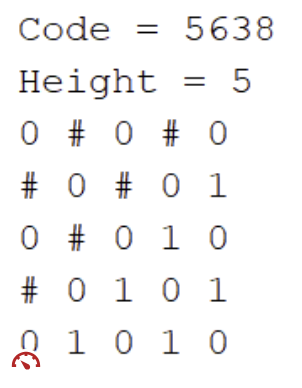 Code = 5638
Height = 5
0 # 0 # 0
# 0 # 0 1
0 # 0 1 0
# 0 1 0 1
0 1 0 1 0